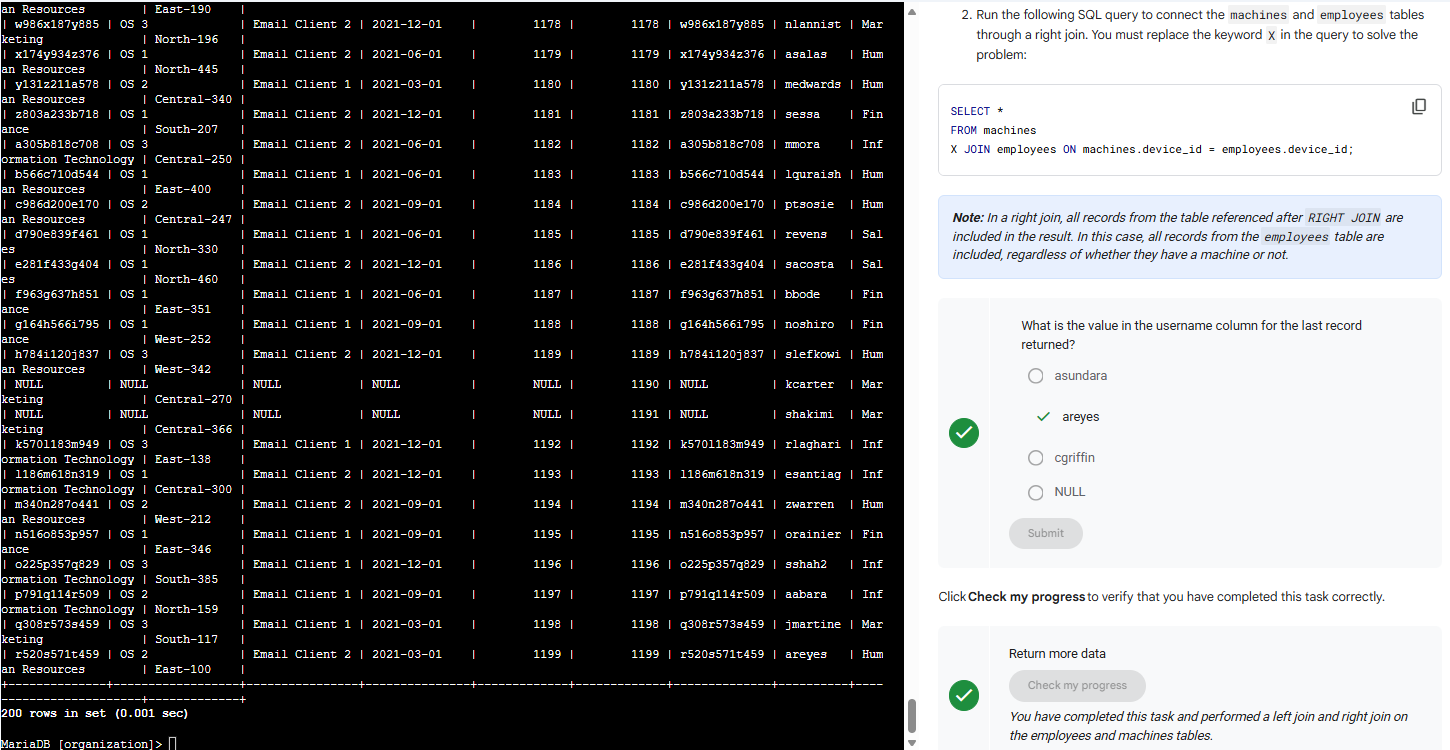 an Resources | East-190 |
| w986x187y885 | OS 3 | Email Client 2 | 2021-12-01 | 1178 | 1178 | w986x187y885 | nlannist | Mar
keting | North-196 |
| x174y934z376 | OS 1 | Email Client 2 | 2021-06-01 | 1179 | 1179 | x174y934z376 | asalas | Hum
an Resources | North-445 |
| y131z211a578 | OS 2 | Email Client 1 | 2021-03-01 | 1180 | 1180 | y131z211a578 | medwards | Hum
an Resources | Central-340 |
| z803a233b718 | OS 1 | Email Client 2 | 2021-12-01 | 1181 | 1181 | z803a233b718 | sessa | Fin
ance | South-207 |
| a305b818c708 | OS 3 | Email Client 2 | 2021-06-01 | 1182 | 1182 | a305b818c708 | mmora | Inf
ormation Technology | Central-250 |
| b566c710d544 | OS 1 | Email Client 1 | 2021-06-01 | 1183 | 1183 | b566c710d544 | lquraish | Hum
an Resources | East-400 |
| c986d200e170 | OS 2 | Email Client 1 | 2021-09-01 | 1184 | 1184 | c986d200e170 | ptsosie | Hum
an Resources | Central-247 |
| d790e839f461 | OS 1 | Email Client 1 | 2021-06-01 | 1185 | 1185 | d790e839f461 | revens | Sal
es | North-330 |
| e281f433g404 | OS 1 | Email Client 2 | 2021-12-01 | 1186 | 1186 | e281f433g404 | sacosta | Sal
es | North-460 |
| f963g637h851 | OS 1 | Email Client 1 | 2021-06-01 | 1187 | 1187 | f963g637h851 | bbode | Fin
ance | East-351 |
| g164h566i795 | OS 1 | Email Client 1 | 2021-09-01 | 1188 | 1188 | g164h566i795 | noshiro | Fin
ance | West-252 |
| h784i120j837 | OS 3 | Email Client 2 | 2021-12-01 | 1189 | 1189 | h784i120j837 | slefkowi | Hum
an Resources | West-342 |
| NULL | NULL | NULL | NULL | NULL | 1190 | NULL | kcarter | Mar
keting | Central-270 |
| NULL | NULL | NULL | NULL | NULL | 1191 | NULL | shakimi | Mar
keting | Central-366 |
| k570l183m949 | OS 3 | Email Client 1 | 2021-12-01 | 1192 | 1192 | k570l183m949 | rlaghari | Inf
ormation Technology | East-138 |
| l186m618n319 | OS 1 | Email Client 2 | 2021-12-01 | 1193 | 1193 | l186m618n319 | esantiag | Inf
ormation Technology | Central-300 |
| m340n287o441 | OS 2 | Email Client 2 | 2021-09-01 | 1194 | 1194 | m340n287o441 | zwarren | Hum
an Resources | West-212 |
| n516o853p957 | OS 1 | Email Client 1 | 2021-09-01 | 1195 | 1195 | n516o853p957 | orainier | Fin
ance | East-346 |
| o225p357q829 | OS 3 | Email Client 1 | 2021-12-01 | 1196 | 1196 | o225p357q829 | sshah2 | Inf
ormation Technology | South-385 |
| p791q114r509 | OS 2 | Email Client 1 | 2021-09-01 | 1197 | 1197 | p791q114r509 | aabara | Inf
ormation Technology | North-159 |
| q308r573s459 | OS 3 | Email Client 1 | 2021-03-01 | 1198 | 1198 | q308r573s459 | jmartine | Mar
keting | South-117 |
| r520s571t459 | OS 2 | Email Client 2 | 2021-03-01 | 1199 | 1199 | r520s571t459 | areyes | Hum
an Resources | East-100 |
200 rows in set (0.001 sec)
MariaDB [organization]>
2. Run the following SQL query to connect the machines and employees tables
through a right join. You must replace the keyword X in the query to solve the
problem:
SELECT *
FROM machines
X JOIN employees ON machines.device_id = employees.device_id;
Note: In a right join, all records from the table referenced after RIGHT JOIN are
included in the result. In this case, all records from the employees table are
included, regardless of whether they have a machine or not.
What is the value in the username column for the last record
returned?
asundara
areyes
cgriffin
NULL
Submit
Click Check my progress to verify that you have completed this task correctly.
Return more data
Check my progress
You have completed this task and performed a left join and right join on
the employees and machines tables.